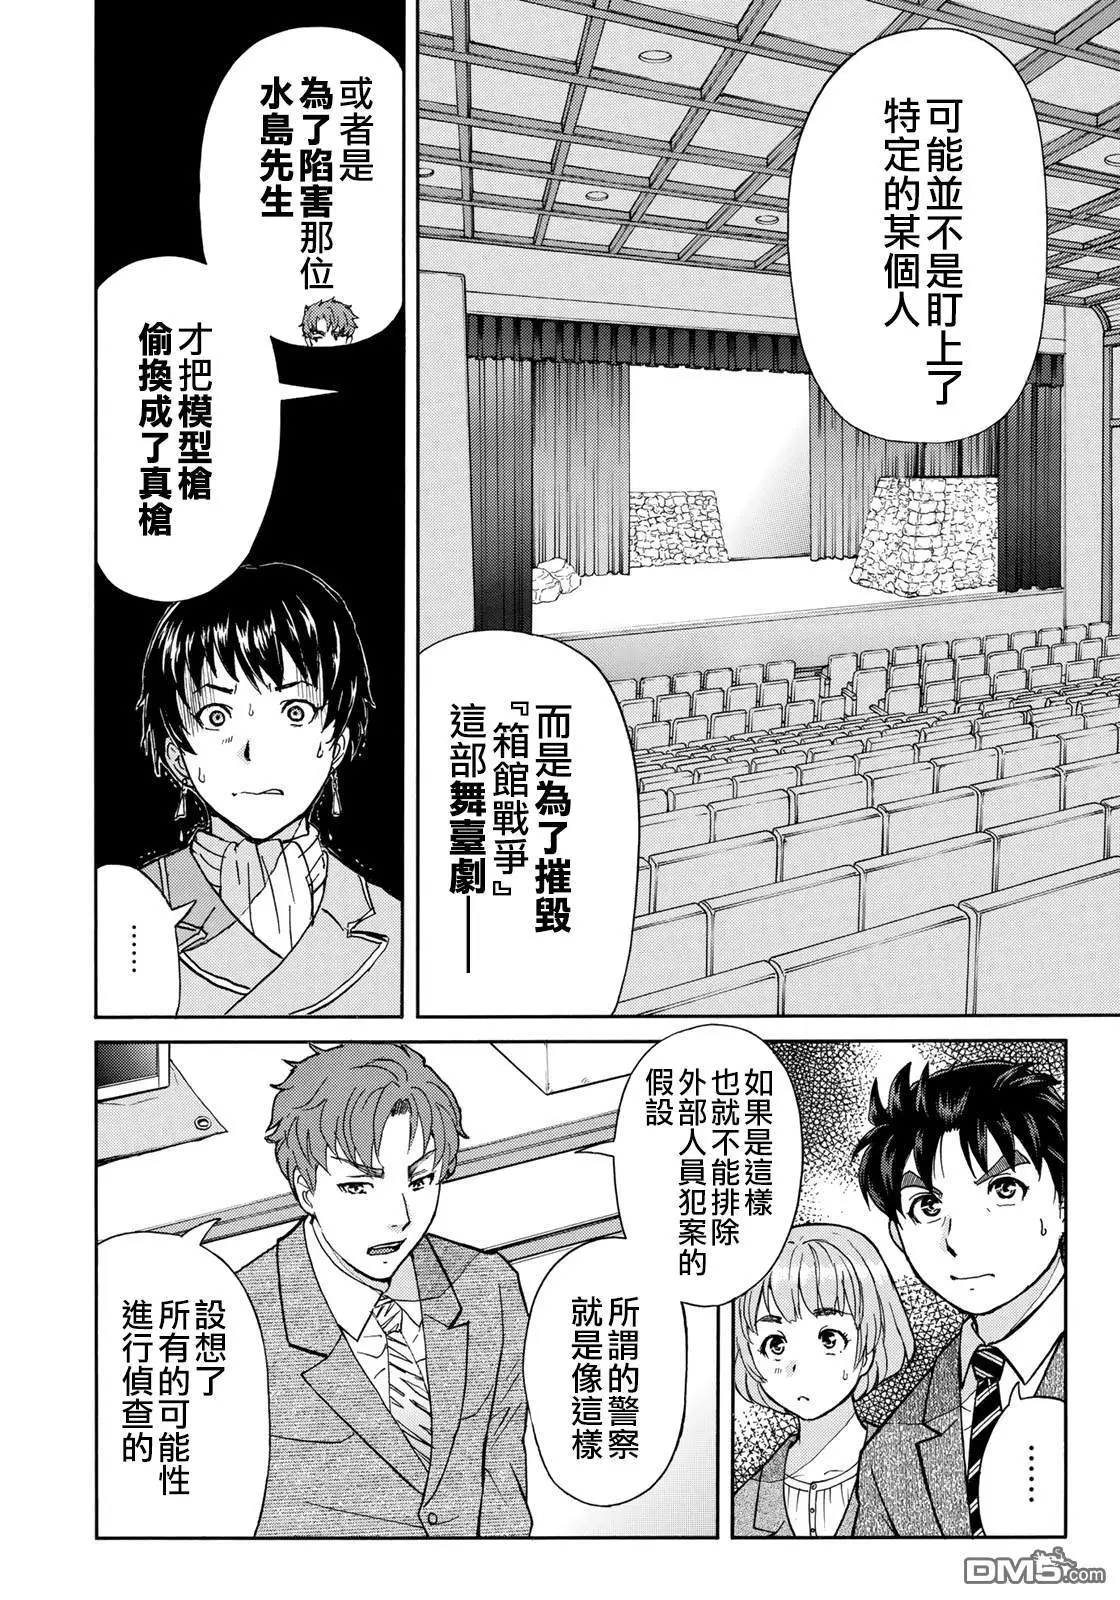 可能並不是盯上了
特定的某個人
而是為了摧毀
『箱館戰爭』
這部舞臺劇——
或者是
為了陷害那位
水島先生
才把模型槍
偷換成了真槍
……
……
如果是這樣
也就不能排除
外部人員犯案的
假設
所謂的警察
就是像這樣
設想了
所有的可能性
進行偵查的
DM5.com